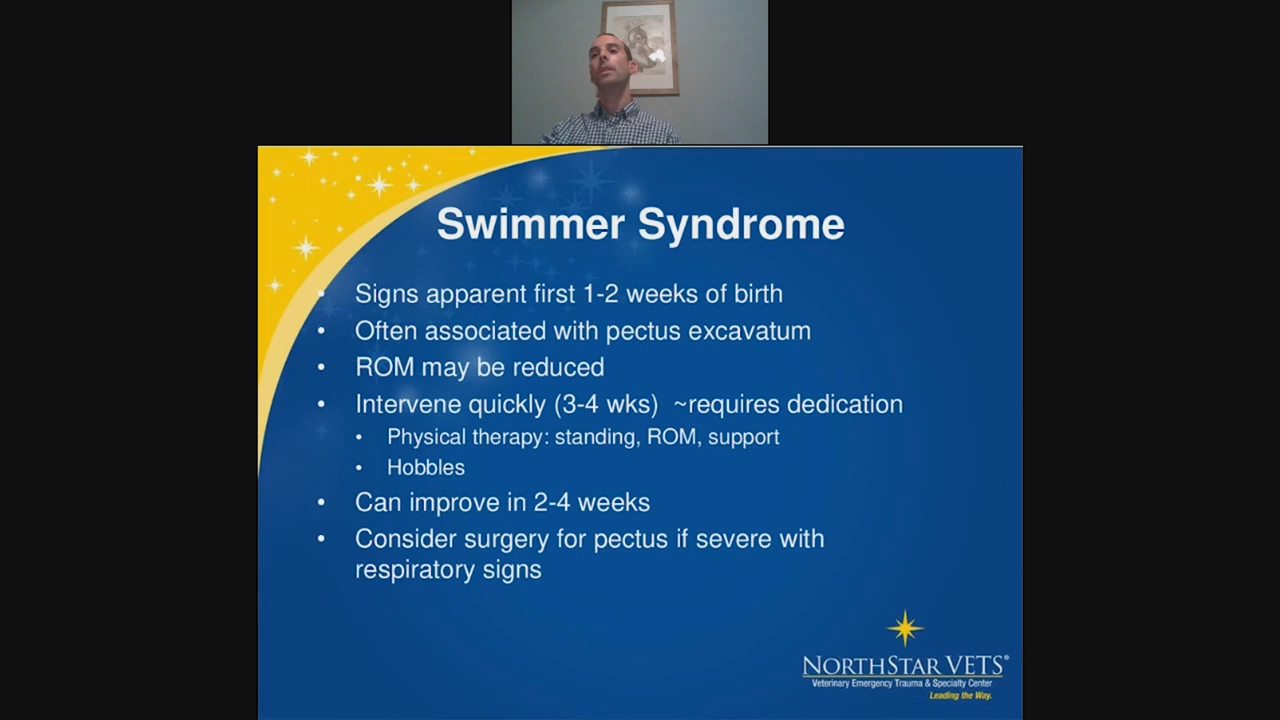 Swimmer Syndrome
• Signs apparent first 1-2 weeks of birth
• Often associated with pectus excavatum
• ROM may be reduced
• Intervene quickly (3-4 wks) ~requires dedication
• Physical therapy: standing, ROM, support
• Hobbles
• Can improve in 2-4 weeks
• Consider surgery for pectus if severe with
respiratory signs
NORTHSTAR VETS®
Veterinary Emergency Trauma & Specialty Center
Leading the Way.